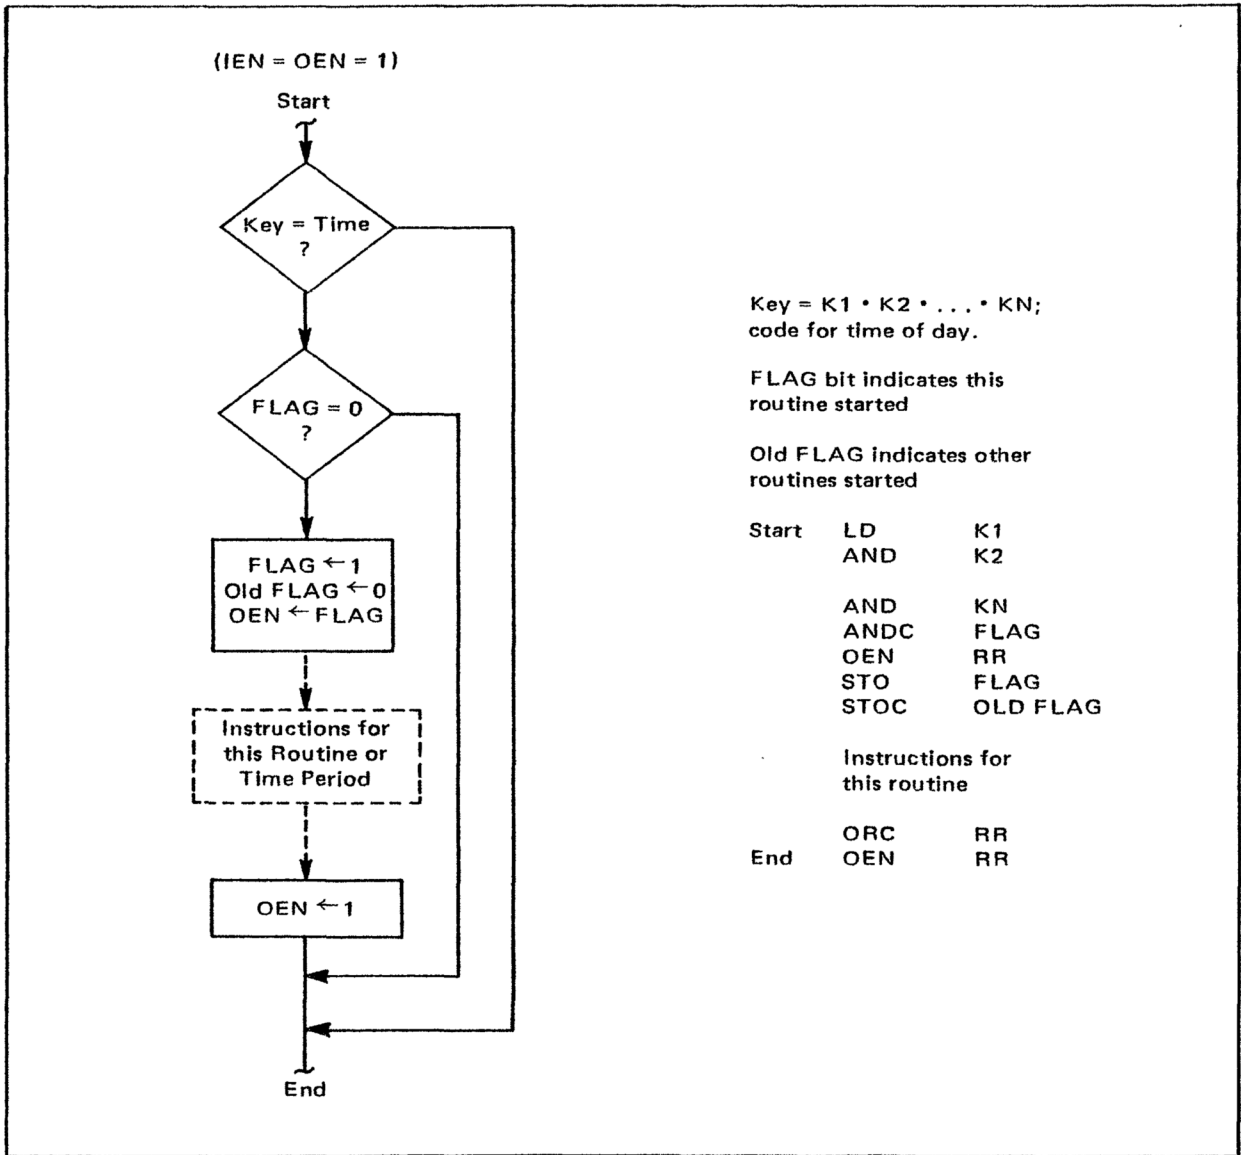 (IEN = OEN = 1)
Start
Key = Time
?
FLAG = 0
?
FLAG ← 1
Old FLAG ← 0
OEN ← FLAG
Instructions for
this Routine or
Time Period
OEN ← 1
End
Key = K1 • K2 • . . . • KN;
code for time of day.
FLAG bit indicates this
routine started
Old FLAG indicates other
routines started
Start LD K1
AND K2
AND KN
ANDC FLAG
OEN RR
STO FLAG
STOC OLD FLAG
Instructions for
this routine
ORC RR
End OEN RR